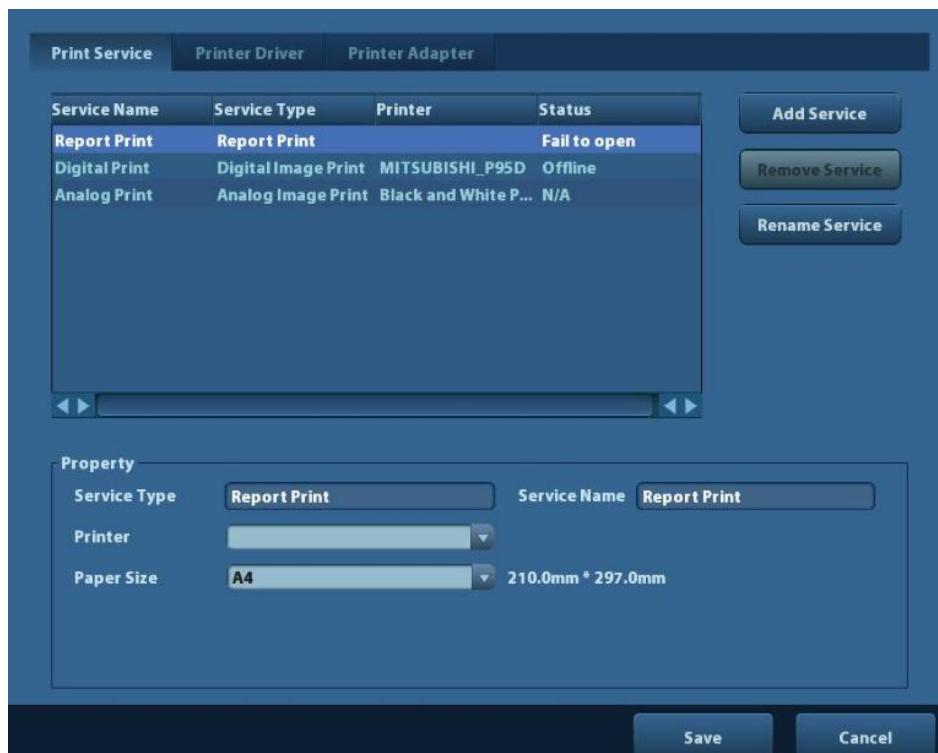 Print Service Printer Driver Printer Adapter
Service Name Service Type Printer Status
Report Print Report Print Fail to open
Digital Print Digital Image Print MITSUBISHI_P95D Offline
Analog Print Analog Image Print Black and White P... N/A
Add Service
Remove Service
Rename Service
Property
Service Type Report Print Service Name Report Print
Printer
Paper Size A4 210.0mm * 297.0mm
Save Cancel